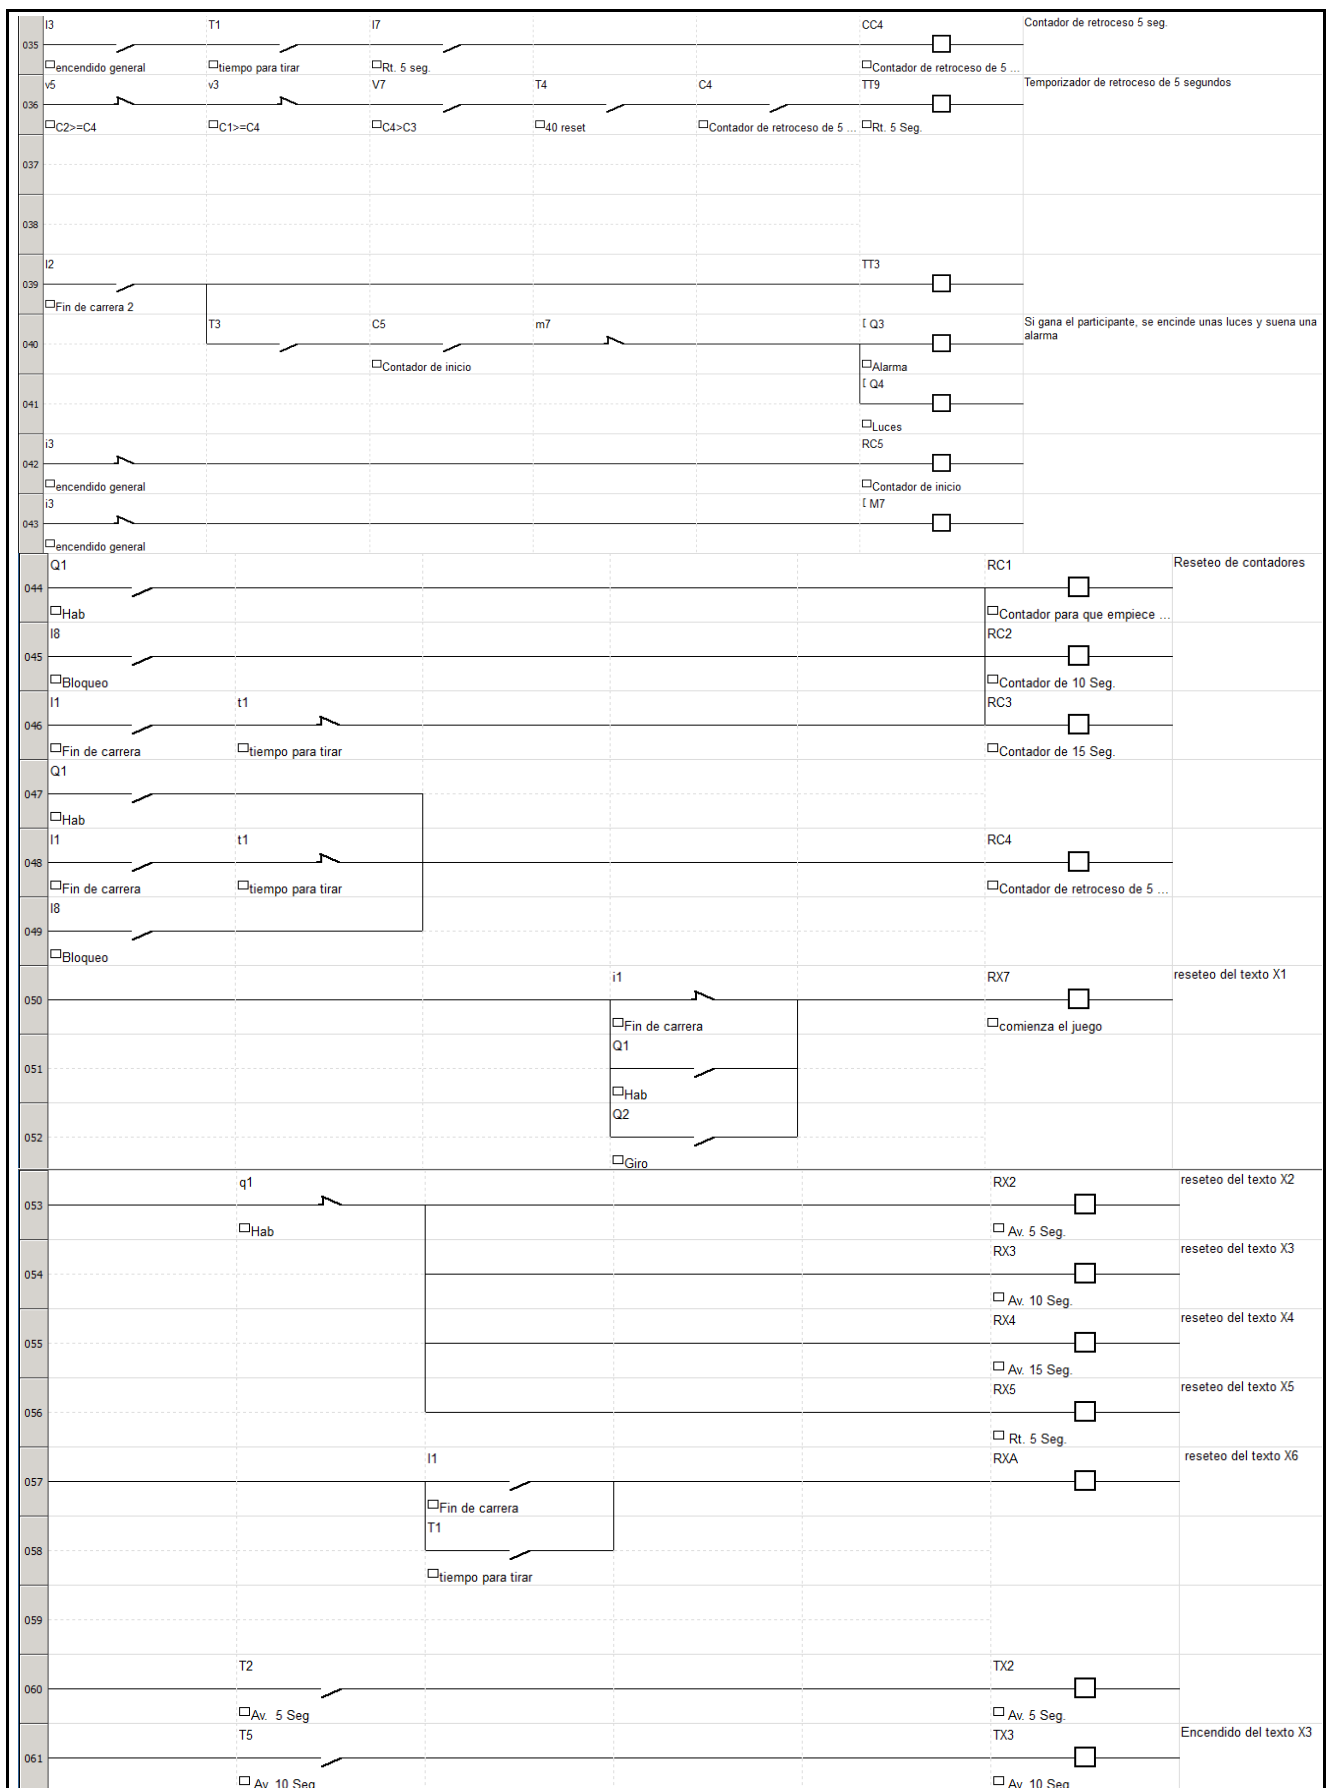 I3 T1 I7 CC4 Contador de retroceso 5 seg.
035
encendido general tiempo para tirar Rt. 5 seg. Contador de retroceso de 5 ...
v5 v3 V7 T4 C4 TT9 Temporizador de retroceso de 5 segundos
036
C2>=C4 C1>=C4 C4>C3 40 reset Contador de retroceso de 5 ... Rt. 5 Seg.
037
038
I2 TT3
039
Fin de carrera 2
T3 C5 m7 [ Q3 Si gana el participante, se encinde unas luces y suena una
alarma
040
Contador de inicio Alarma
[ Q4
041
Luces
i3 RC5
042
encendido general Contador de inicio
i3 [ M7
043
encendido general
Q1 RC1 Reseteo de contadores
044
Hab Contador para que empiece ...
I8 RC2
045
Bloqueo Contador de 10 Seg.
I1 t1 RC3
046
Fin de carrera tiempo para tirar Contador de 15 Seg.
Q1
047
Hab
I1 t1 RC4
048
Fin de carrera tiempo para tirar Contador de retroceso de 5 ...
I8
049
Bloqueo
i1 RX7 reseteo del texto X1
050
Fin de carrera comienza el juego
Q1
051
Hab
Q2
052
Giro
q1 RX2 reseteo del texto X2
053
Hab Av. 5 Seg.
RX3 reseteo del texto X3
054
Av. 10 Seg.
RX4 reseteo del texto X4
055
Av. 15 Seg.
RX5 reseteo del texto X5
056
Rt. 5 Seg.
I1 RXA reseteo del texto X6
057
Fin de carrera
T1
058
tiempo para tirar
059
T2 TX2
060
Av. 5 Seg Av. 5 Seg.
T5 TX3 Encendido del texto X3
061
Av 10 Seg Av 10 Seg